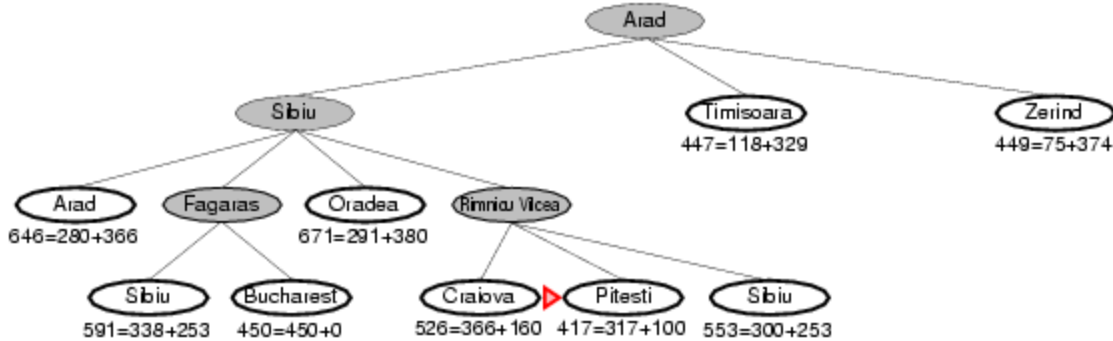 Arad
Sibiu
Timisoara
Zerind
447=118+329
449=75+374
Arad
Fagaras
Oradea
Rimnicu Vilcea
646=280+366
671=291+380
Sibiu
Bucharest
Craiova
Pitesti
Sibiu
591=338+253
450=450+0
526=366+160
417=317+100
553=300+253